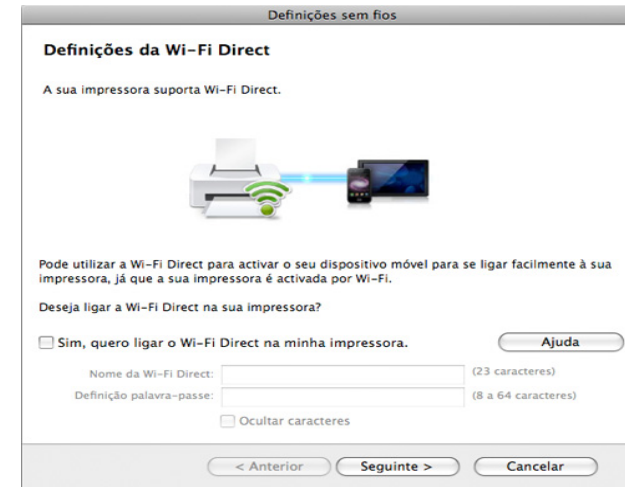 Definições sem fios
Definições da Wi-Fi Direct
A sua impressora suporta Wi-Fi Direct.
Pode utilizar a Wi-Fi Direct para activar o seu dispositivo móvel para se ligar facilmente à sua
impressora, já que a sua impressora é activada por Wi-Fi.
Deseja ligar a Wi-Fi Direct na sua impressora?
Sim, quero ligar o Wi-Fi Direct na minha impressora.
Ajuda
Nome da Wi-Fi Direct:
(23 caracteres)
Definição palavra-passe:
(8 a 64 caracteres)
Ocultar caracteres
< Anterior
Seguinte >
Cancelar